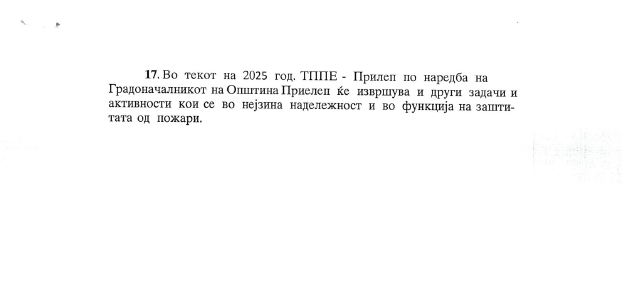 17. Во текот на 2025 год. ТППЕ - Прилеп по наредба на
Градоначалникот на Општина Приелеп ќе извршува и други задачи и
активности кои се во нејзина надележност и во функција на зашти-
тата од пожари.